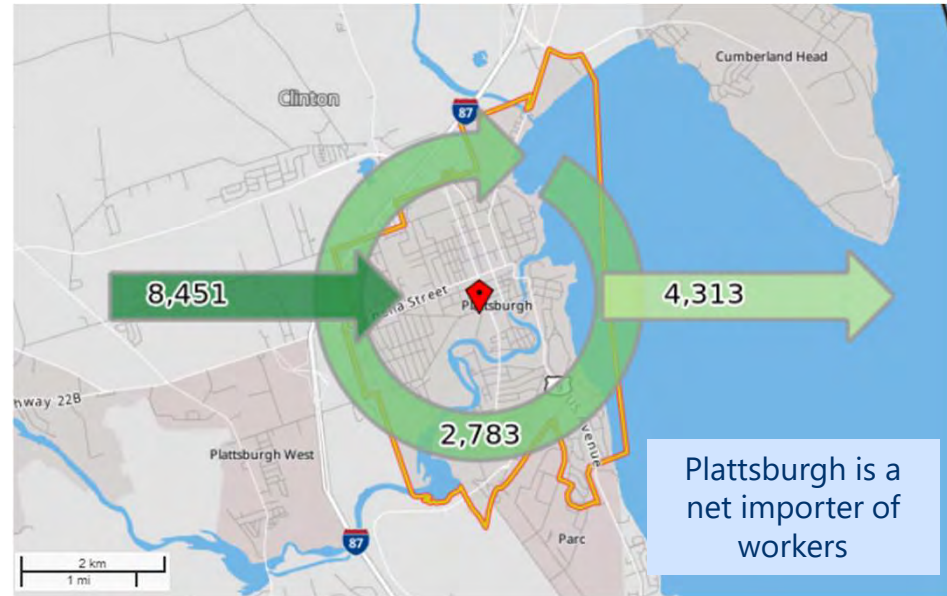 Cumberland Head
Clinton
87
8,451
4,313
Street
Plattsburgh
hway 22B
2,783
Plattsburgh West
venue
Plattsburgh is a
net importer of
workers
87
Parc
2 km
1 mi